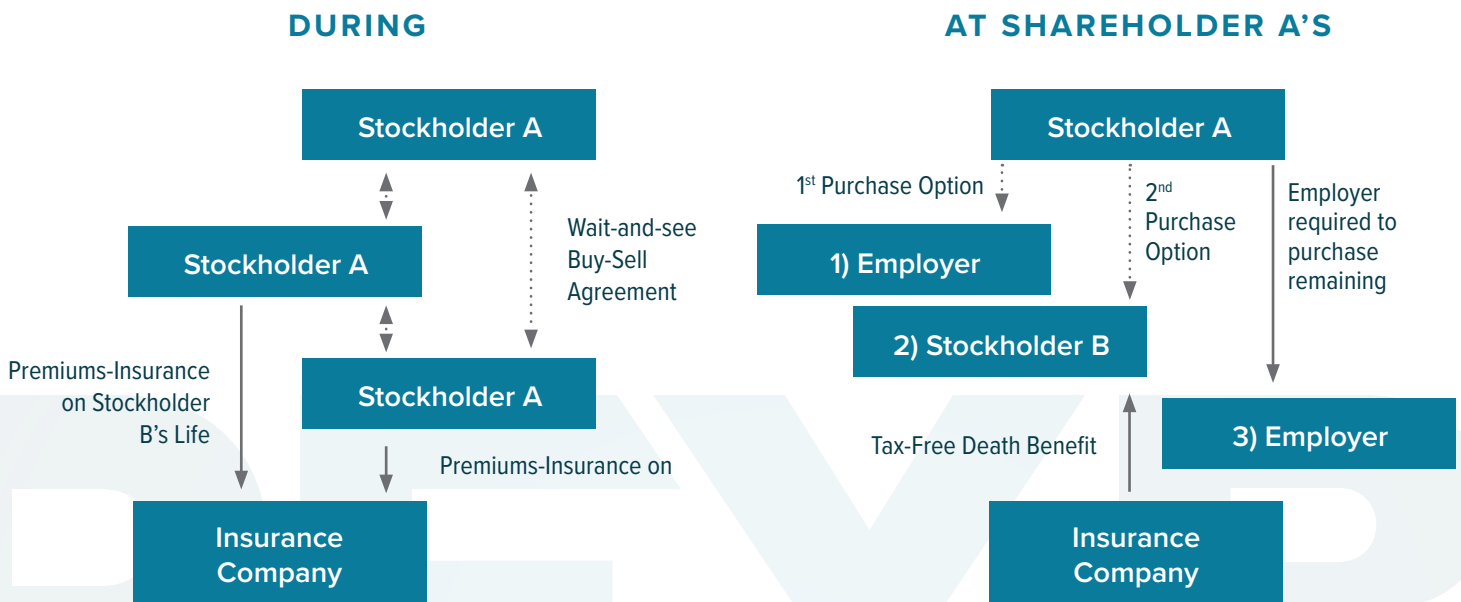 DURING
Stockholder A
Stockholder A
Wait-and-see
Buy-Sell
Agreement
Premiums-Insurance
on Stockholder
B's Life
Stockholder A
Premiums-Insurance on
Insurance
Company
AT SHAREHOLDER A'S
Stockholder A
1st Purchase Option
2nd
Purchase
Option
Employer
required to
purchase
remaining
1) Employer
2) Stockholder B
Tax-Free Death Benefit
3) Employer
Insurance
Company